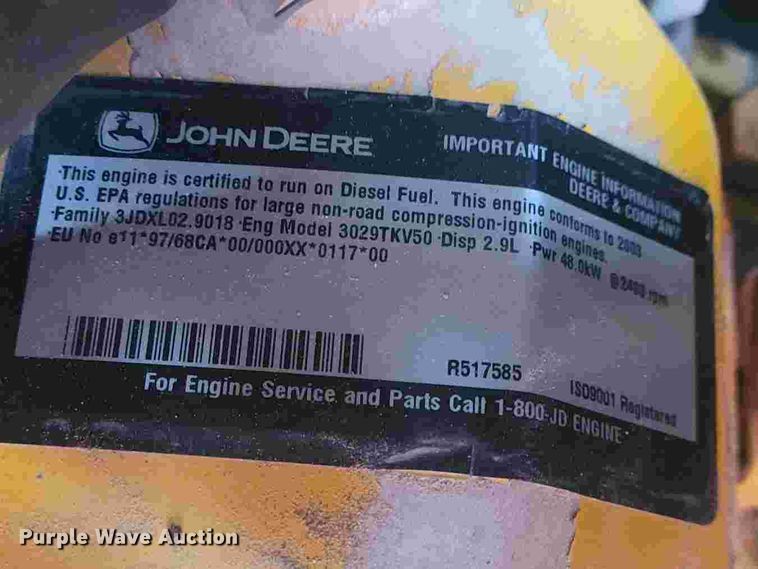 JOHN DEERE
IMPORTANT ENGINE INFORMATION
DEERE & COMPANY
·This engine is certified to run on Diesel Fuel. This engine conforms to 2003
U.S. EPA regulations for large non-road compression-ignition engines.
·Family 3JDXL02.9018 ·Eng Model 3029TKV50 ·Disp 2.9L ·Pwr 48.0kW @2400 rpm
·EU No e11*97/68CA*00/000XX*0117*00
R517585
ISO9001 Registered
For Engine Service and Parts Call 1-800-JD ENGINE
Purple Wave Auction